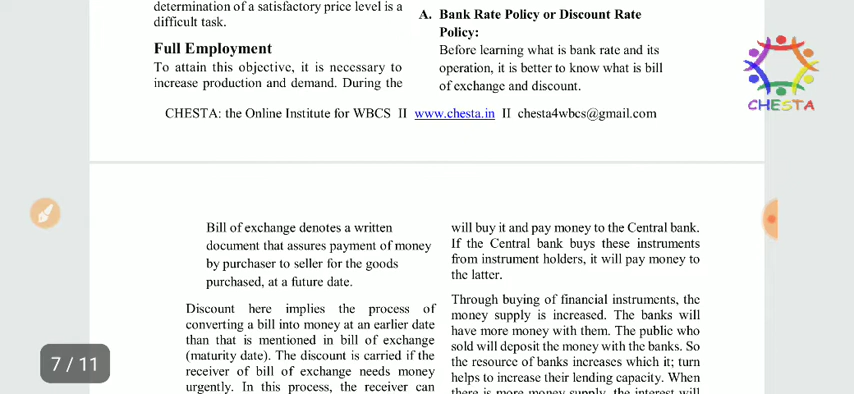 determination of a satisfactory price level is a
difficult task.
Full Employment
To attain this objective, it is necessary to
increase production and demand. During the
A. Bank Rate Policy or Discount Rate
Policy:
Before learning what is bank rate and its
operation, it is better to know what is bill
of exchange and discount.
CHESTA
CHESTA: the Online Institute for WBCS II www.chesta.in II chesta4wbcs@gmail.com
Bill of exchange denotes a written
document that assures payment of money
by purchaser to seller for the goods
purchased, at a future date.
Discount here implies the process of
converting a bill into money at an earlier date
than that is mentioned in bill of exchange
(maturity date). The discount is carried if the
receiver of bill of exchange needs money
urgently. In this process, the receiver can
will buy it and pay money to the Central bank.
If the Central bank buys these instruments
from instrument holders, it will pay money to
the latter.
Through buying of financial instruments, the
money supply is increased. The banks will
have more money with them. The public who
sold will deposit the money with the banks. So
the resource of banks increases which it; turn
helps to increase their lending capacity. When
there is more money supply, the interest will
7 / 11